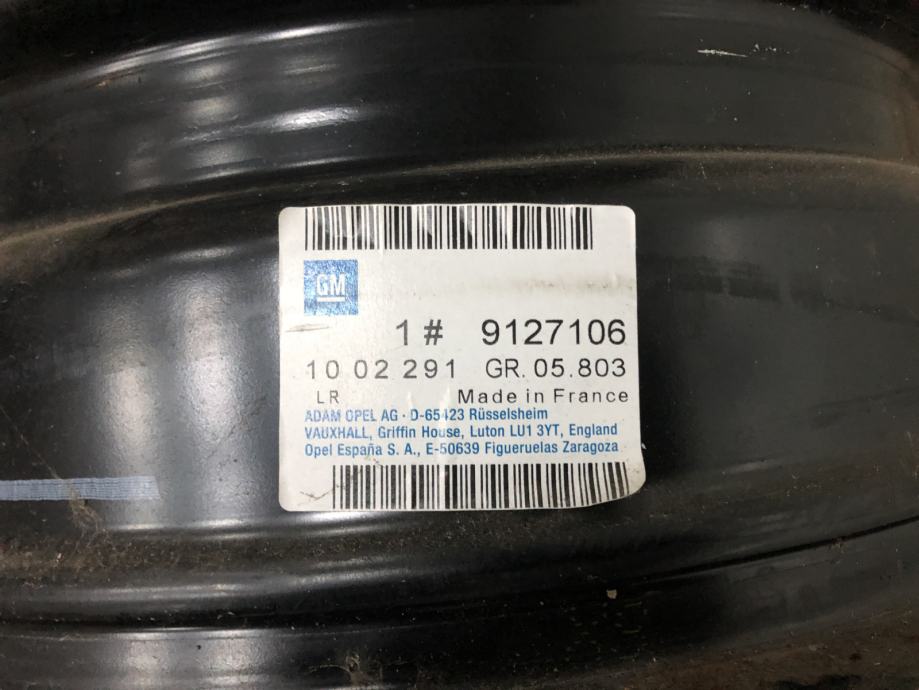 GM
1 # 9127106
10 02 291 GR. 05.803
LR Made in France
ADAM OPEL AG · D-65423 Rüsselsheim
VAUXHALL, Griffin House, Luton LU1 3YT, England
Opel España S. A., E-50639 Figueruelas Zaragoza